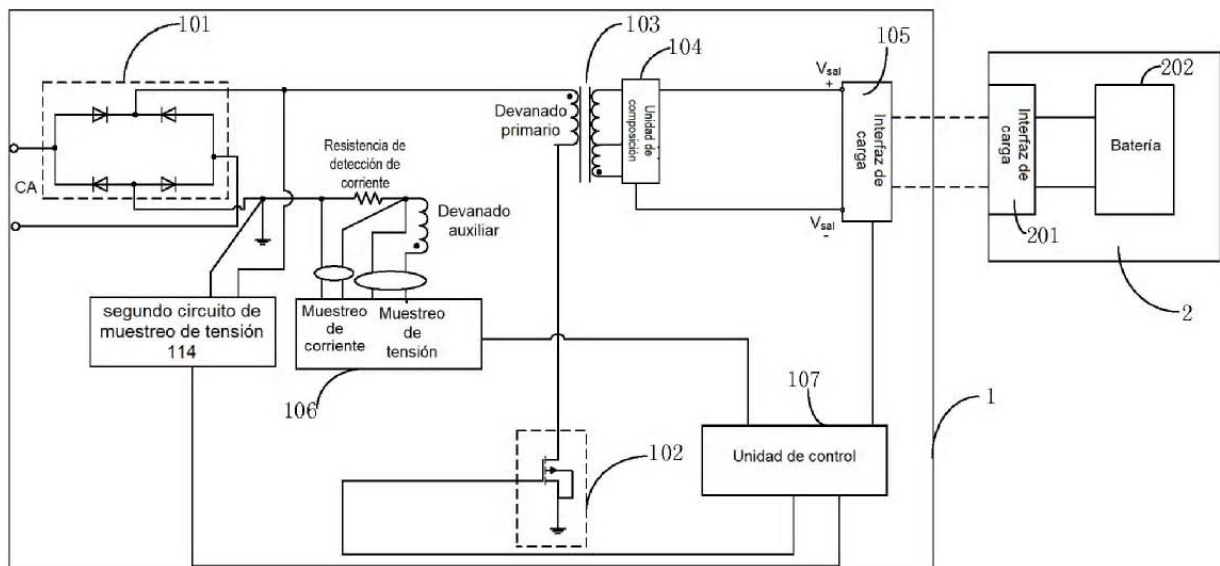 101
103
104
105
202
V_sal
+
Devanado
primario
Unidad de
composición
Interfaz de
carga
Interfaz de
carga
Batería
Resistencia de
detección de
corriente
CA
Devanado
auxiliar
V_sal
-
201
segundo circuito de
muestreo de tensión
114
Muestreo
de
corriente
Muestreo
de
tensión
2
106
107
1
102
Unidad de control